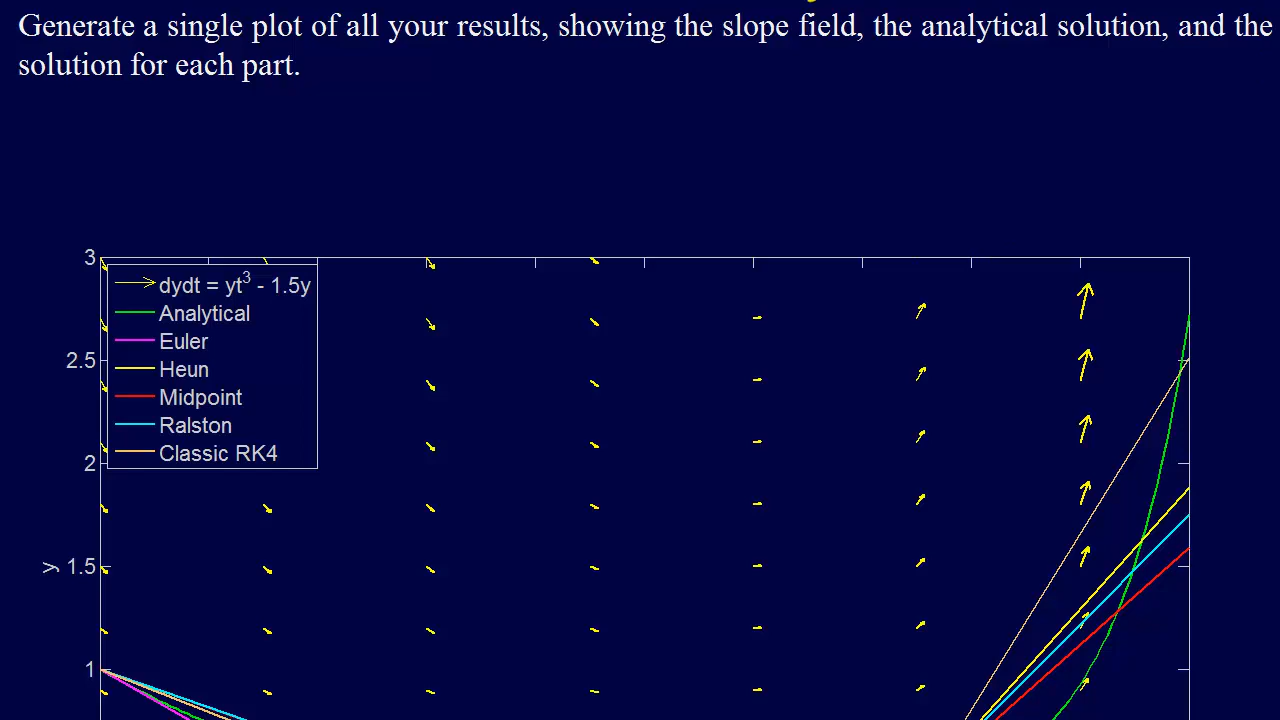 Generate a single plot of all your results, showing the slope field, the analytical solution, and the
solution for each part.
3
dydt = yt³ - 1.5y
Analytical
Euler
2.5
Heun
Midpoint
Ralston
Classic RK4
2
y
1.5
1